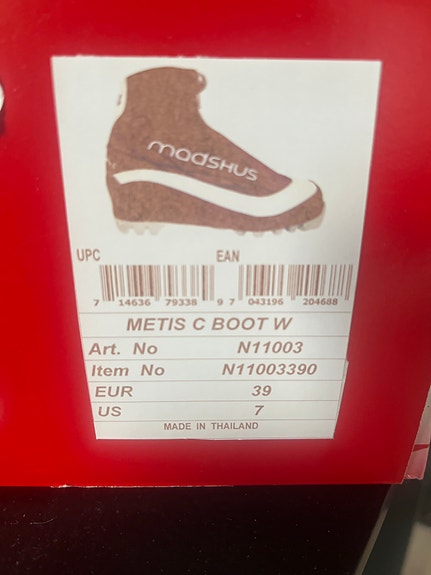 madshus
UPC EAN
7 14636 79338 9 7 043196 204688
METIS C BOOT W
Art. No N11003
Item No N11003390
EUR 39
US 7
MADE IN THAILAND